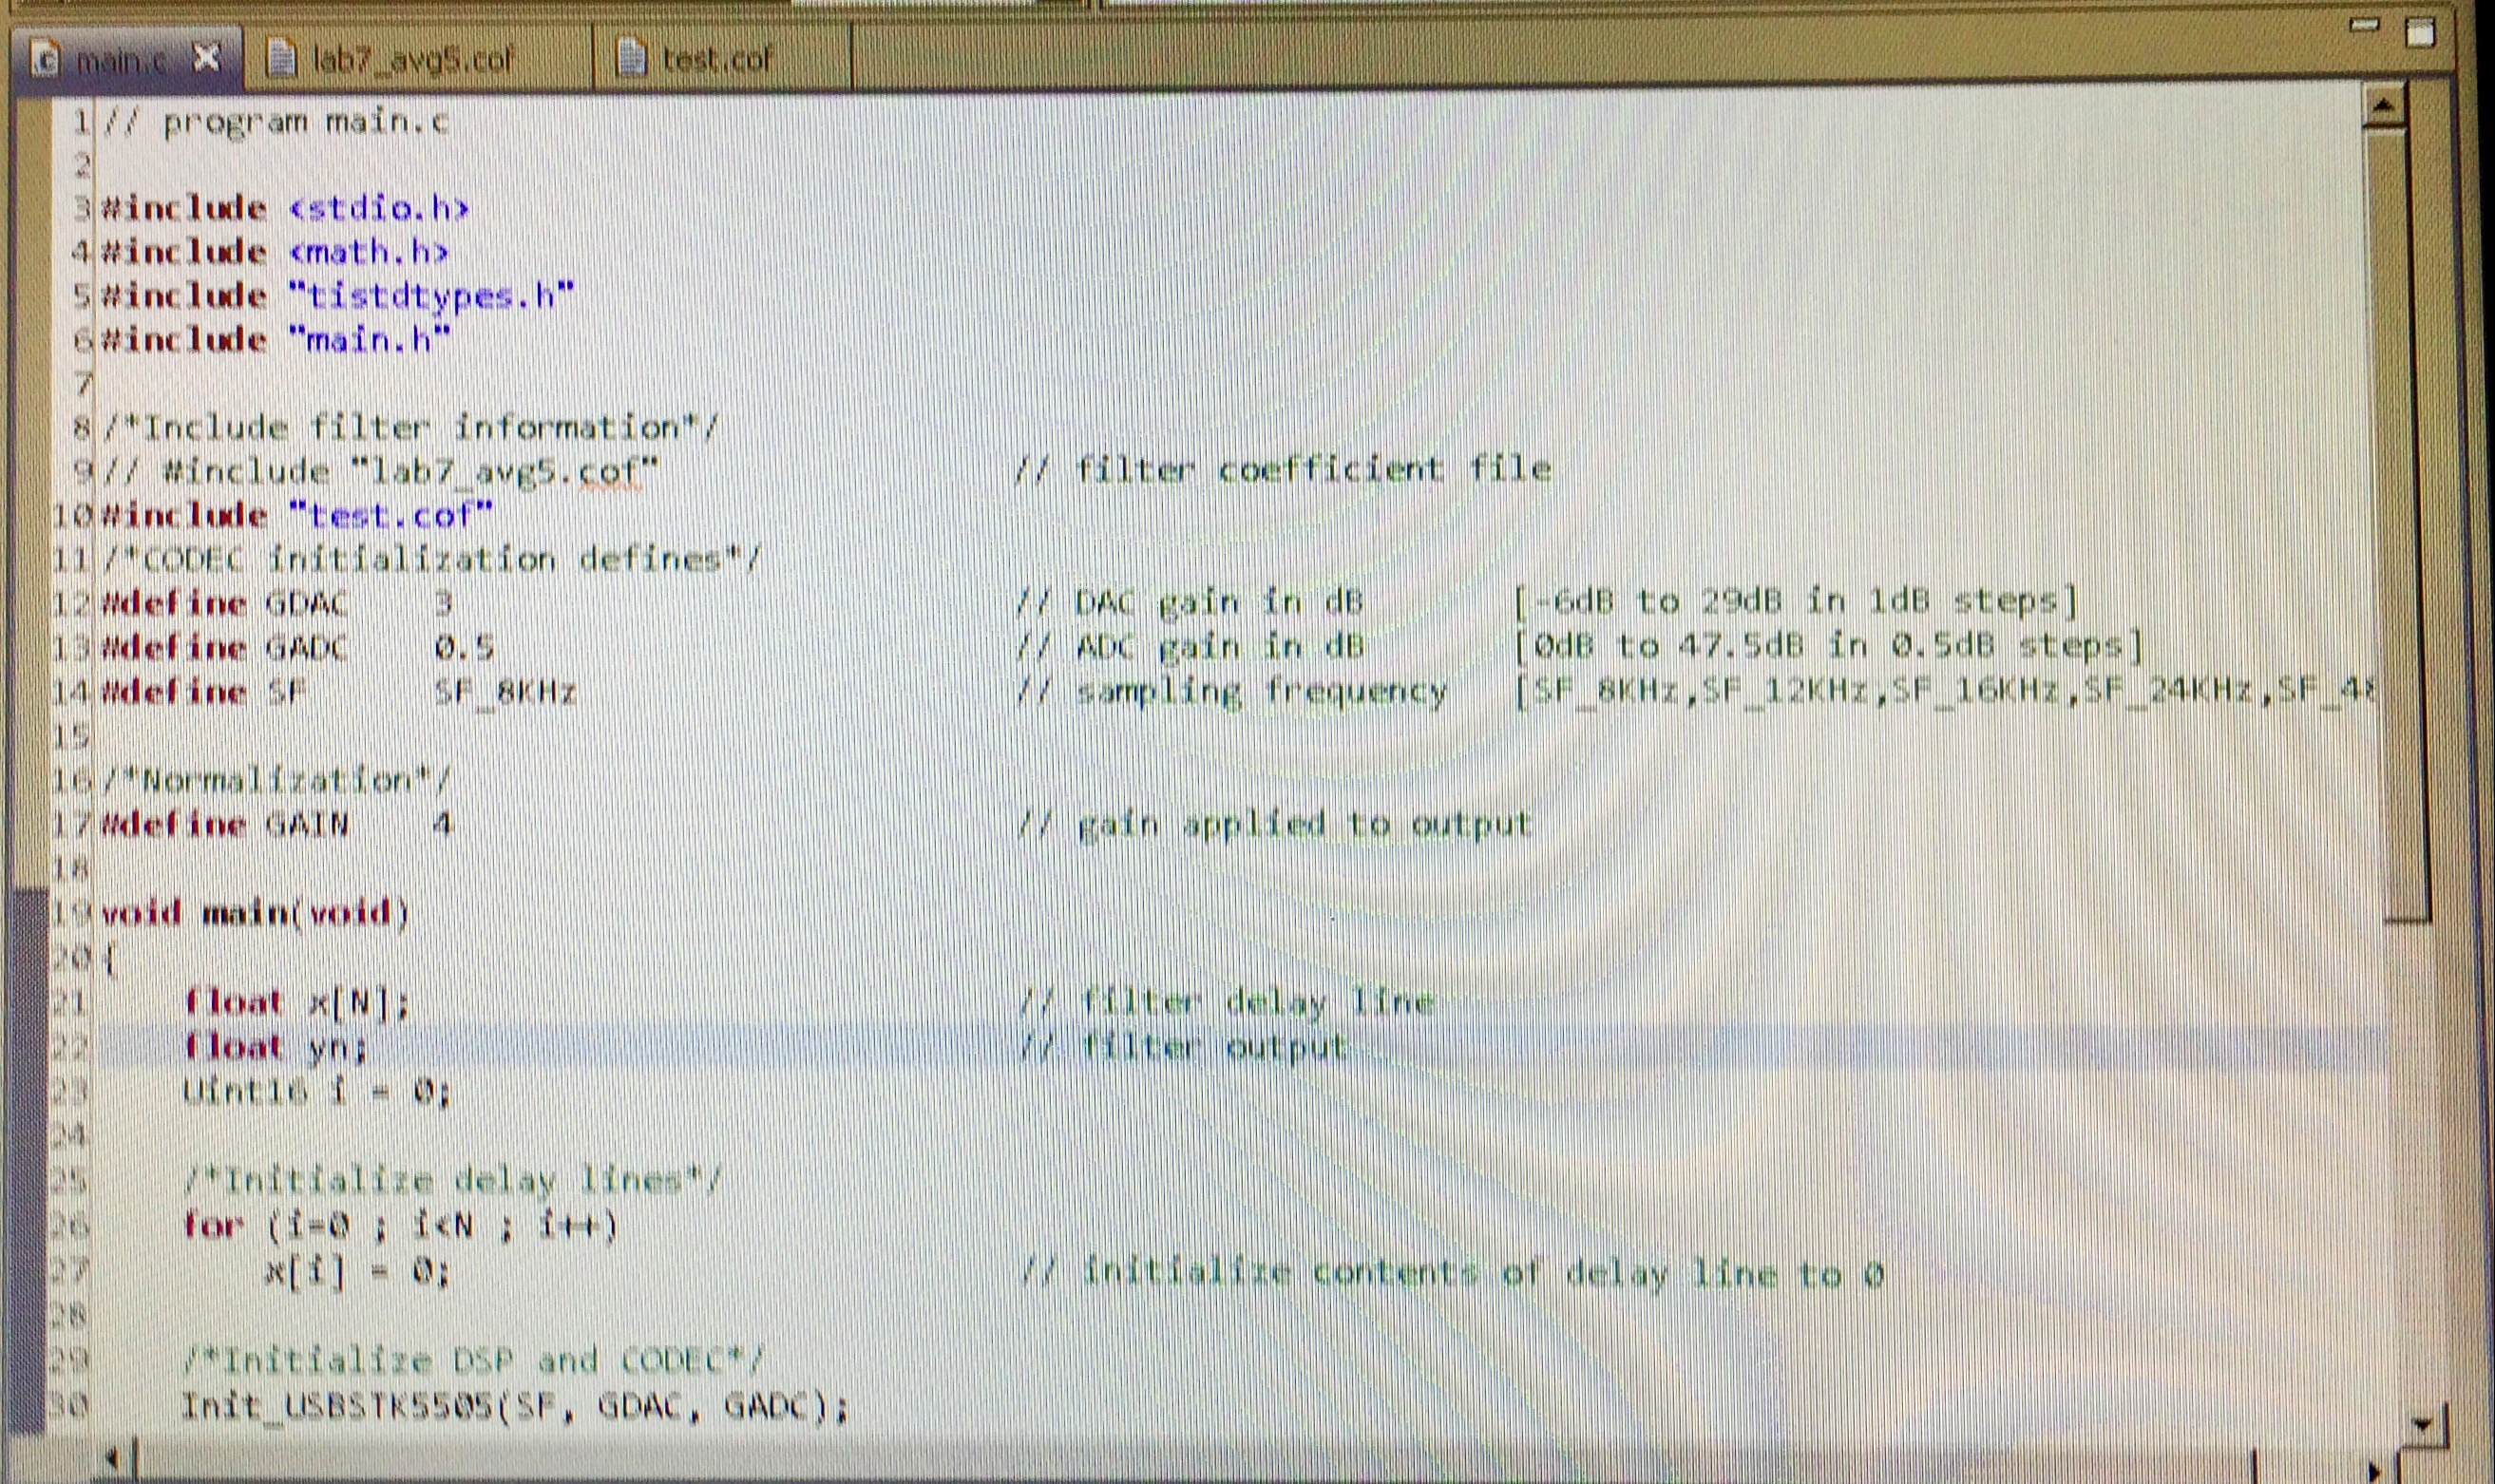 main.c lab7_avg5.cof test.cof
1 // program main.c
2
3 #include <stdio.h>
4 #include <math.h>
5 #include "tistdtypes.h"
6 #include "main.h"
7
8 /*Include filter information*/
9 // #include "lab7_avg5.cof" // filter coefficient file
10 #include "test.cof"
11 /*CODEC initialization defines*/
12 #define GDAC 3 // DAC gain in dB [-6dB to 29dB in 1dB steps]
13 #define GADC 0.5 // ADC gain in dB [0dB to 47.5dB in 0.5dB steps]
14 #define SF SF_8KHz // sampling frequency [SF_8KHz,SF_12KHz,SF_16KHz,SF_24KHz,SF_48
15
16 /*Normalization*/
17 #define GAIN 4 // gain applied to output
18
19 void main(void)
20 {
21 float x[N]; // filter delay line
22 float yn; // filter output
23 Uint16 i = 0;
24
25 /*Initialize delay lines*/
26 for (i=0 ; i<N ; i++)
27 x[i] = 0; // initialize contents of delay line to 0
28
29 /*Initialize DSP and CODEC*/
30 Init_USBSTK5505(SF, GDAC, GADC);